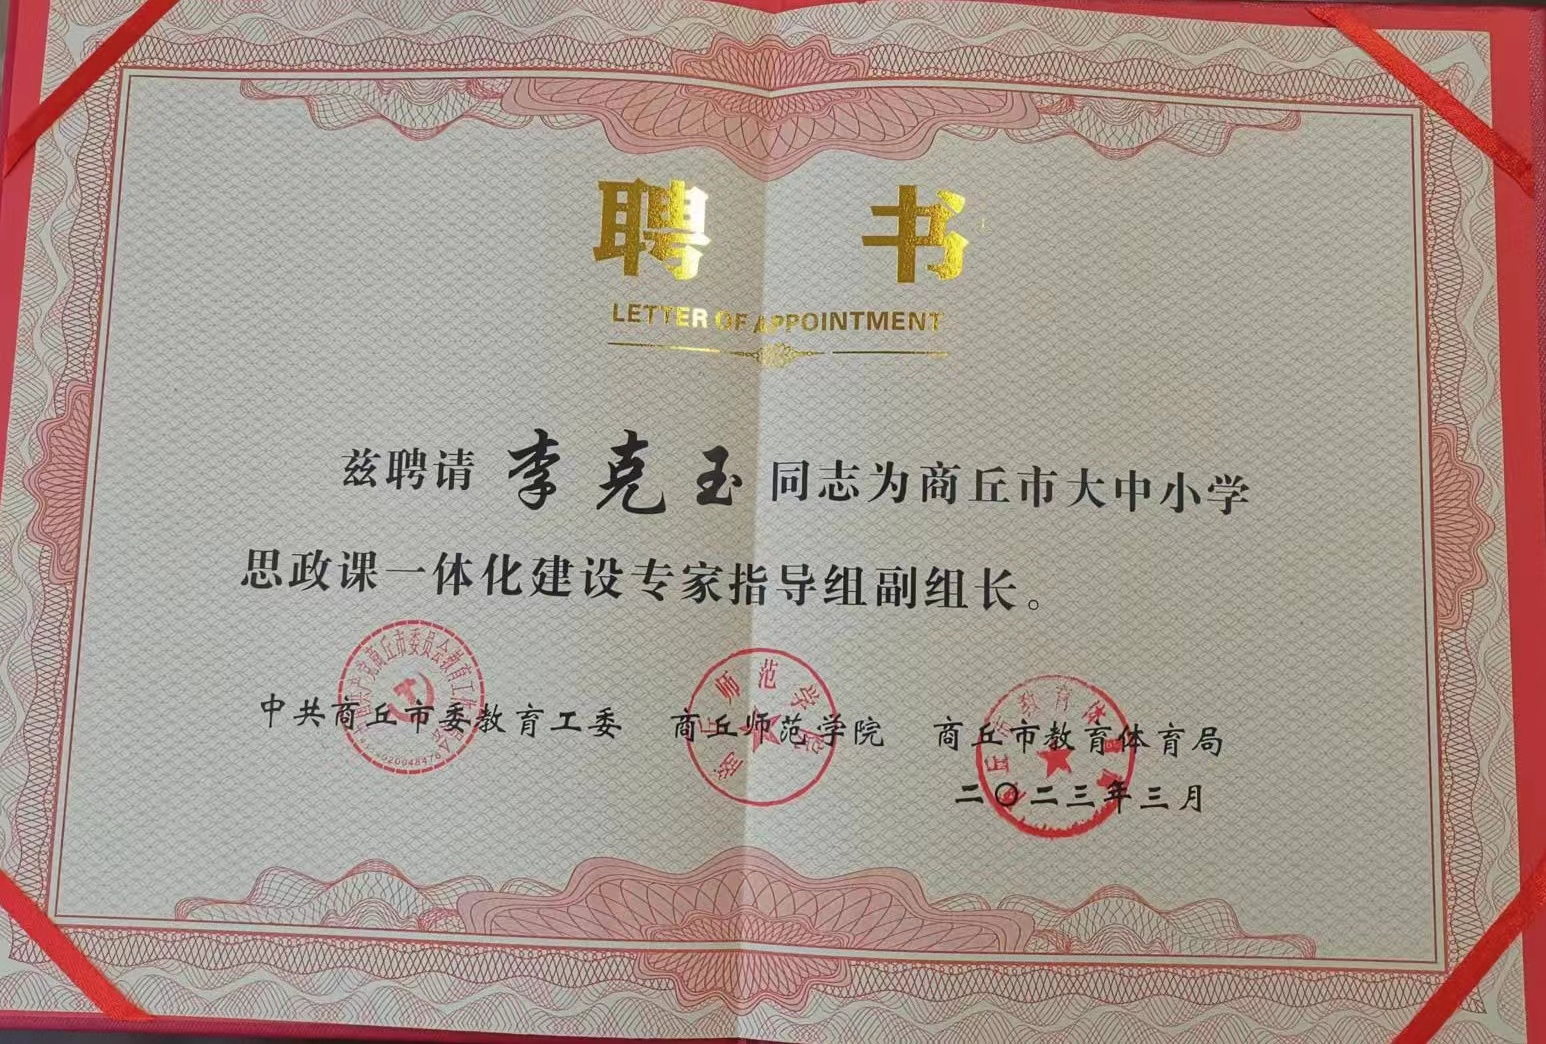 聘 书
LETTER OF APPOINTMENT
兹聘请 李克玉 同志为商丘市大中小学
思政课一体化建设专家指导组副组长。
中共商丘市委教育工委 商丘师范学院 商丘市教育体育局
二〇二三年三月